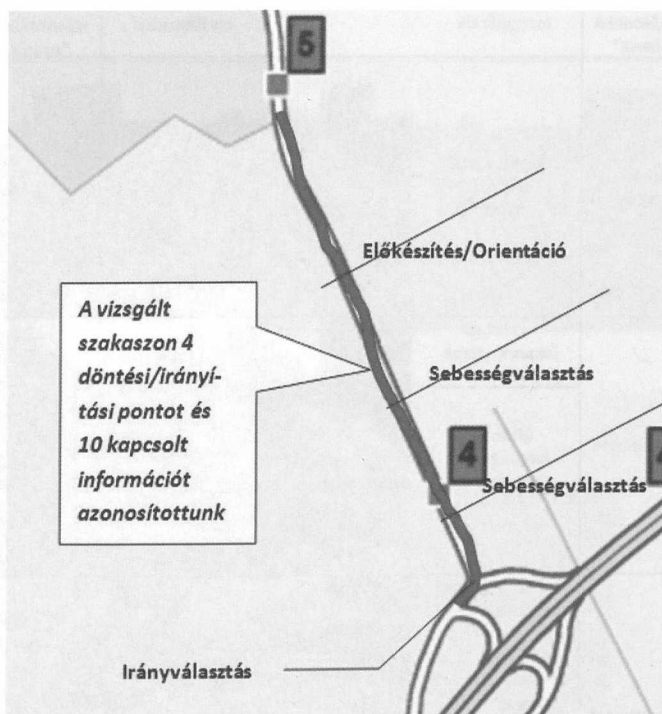 5
Előkészítés/Orientáció
A vizsgált
szakaszon 4
döntési/irányí-
tási pontot és
10 kapcsolt
információt
azonosítottunk
Sebességválasztás
4
Sebességválasztás
Irányválasztás